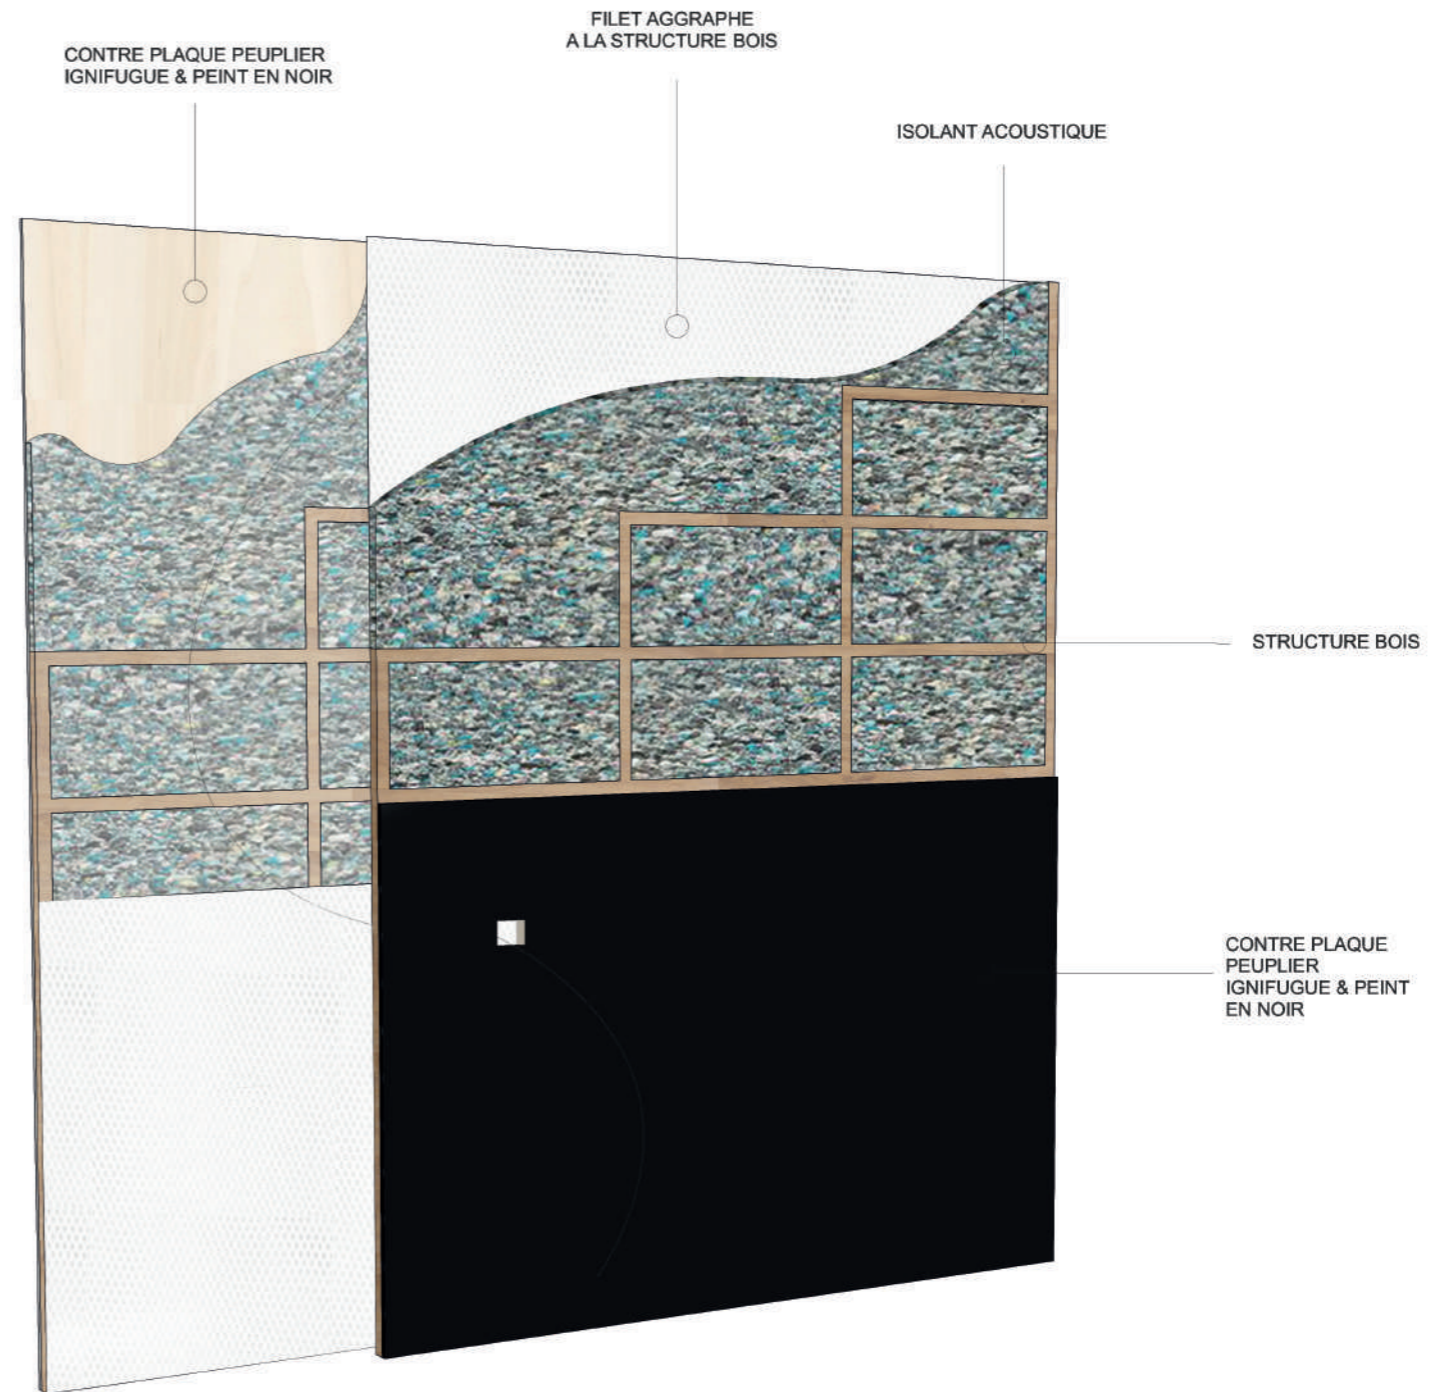 FILET AGGRAPHE
A LA STRUCTURE BOIS
CONTRE PLAQUE PEUPLIER
IGNIFUGUE & PEINT EN NOIR
ISOLANT ACOUSTIQUE
STRUCTURE BOIS
CONTRE PLAQUE
PEUPLIER
IGNIFUGUE & PEINT
EN NOIR